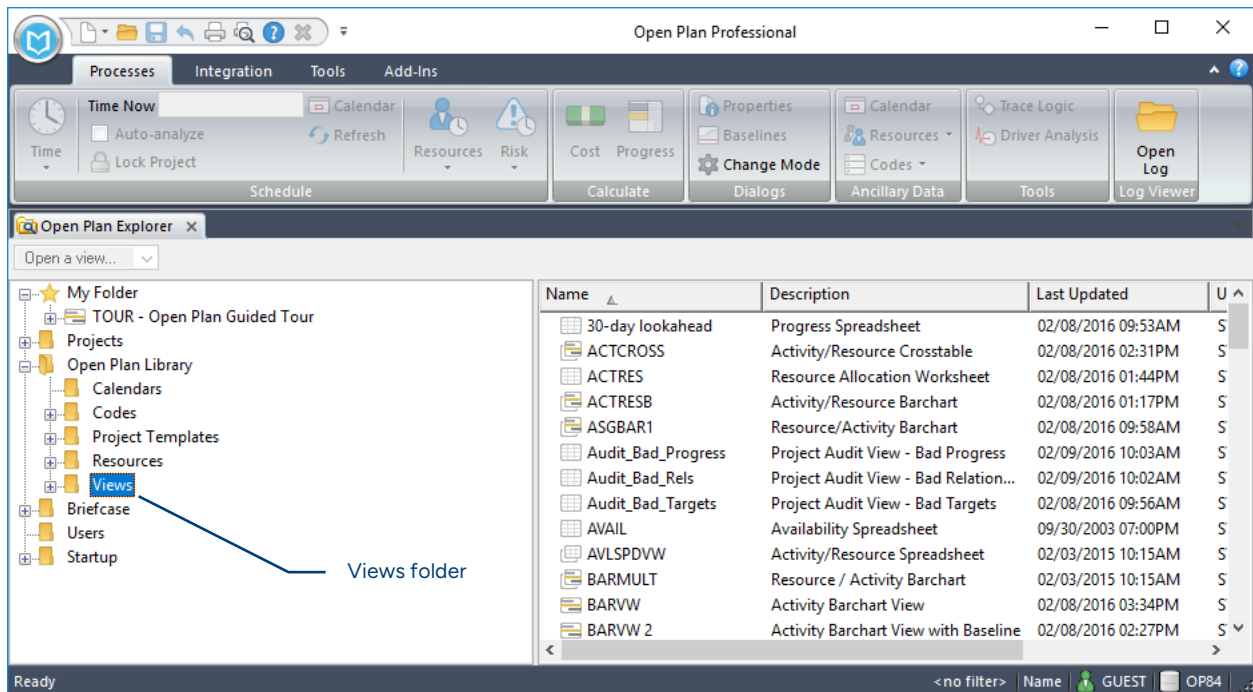 Open Plan Professional
Processes Integration Tools Add-Ins
Time
Time Now
Auto-analyze
Lock Project
Calendar
Refresh
Resources
Risk
Schedule
Cost
Progress
Calculate
Properties
Baselines
Change Mode
Dialogs
Calendar
Resources
Codes
Ancillary Data
Trace Logic
Driver Analysis
Tools
Open
Log
Log Viewer
Open Plan Explorer
Open a view...
My Folder
TOUR - Open Plan Guided Tour
Projects
Open Plan Library
Calendars
Codes
Project Templates
Resources
Views
Briefcase
Users
Startup
Views folder
Name Description Last Updated U
30-day lookahead Progress Spreadsheet 02/08/2016 09:53AM S
ACTCROSS Activity/Resource Crosstable 02/08/2016 02:31PM S
ACTRES Resource Allocation Worksheet 02/08/2016 01:44PM S
ACTRESB Activity/Resource Barchart 02/08/2016 01:17PM S
ASGBAR1 Resource/Activity Barchart 02/08/2016 09:58AM S
Audit_Bad_Progress Project Audit View - Bad Progress 02/09/2016 10:03AM S
Audit_Bad_Rels Project Audit View - Bad Relation... 02/09/2016 10:02AM S
Audit_Bad_Targets Project Audit View - Bad Targets 02/08/2016 09:56AM S
AVAIL Availability Spreadsheet 09/30/2003 07:00PM S
AVLSPDVW Activity/Resource Spreadsheet 02/03/2015 10:15AM S
BARMULT Resource / Activity Barchart 02/03/2015 10:15AM S
BARVW Activity Barchart View 02/08/2016 03:34PM S
BARVW 2 Activity Barchart View with Baseline 02/08/2016 02:27PM S
Ready <no filter> Name GUEST OP84